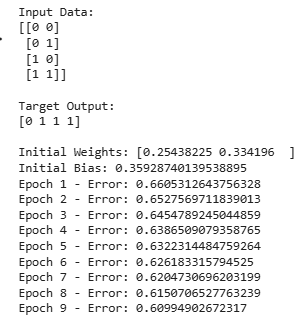 Input Data:
[[0 0]
[0 1]
[1 0]
[1 1]]
Target Output:
[0 1 1 1]
Initial Weights: [0.25438225 0.334196  ]
Initial Bias: 0.35928740139538895
Epoch 1 - Error: 0.6605312643756328
Epoch 2 - Error: 0.6527569711839013
Epoch 3 - Error: 0.6454789245044859
Epoch 4 - Error: 0.6386509079358765
Epoch 5 - Error: 0.6322314484759264
Epoch 6 - Error: 0.626183315794525
Epoch 7 - Error: 0.6204730696203199
Epoch 8 - Error: 0.6150706527763239
Epoch 9 - Error: 0.60994902672317